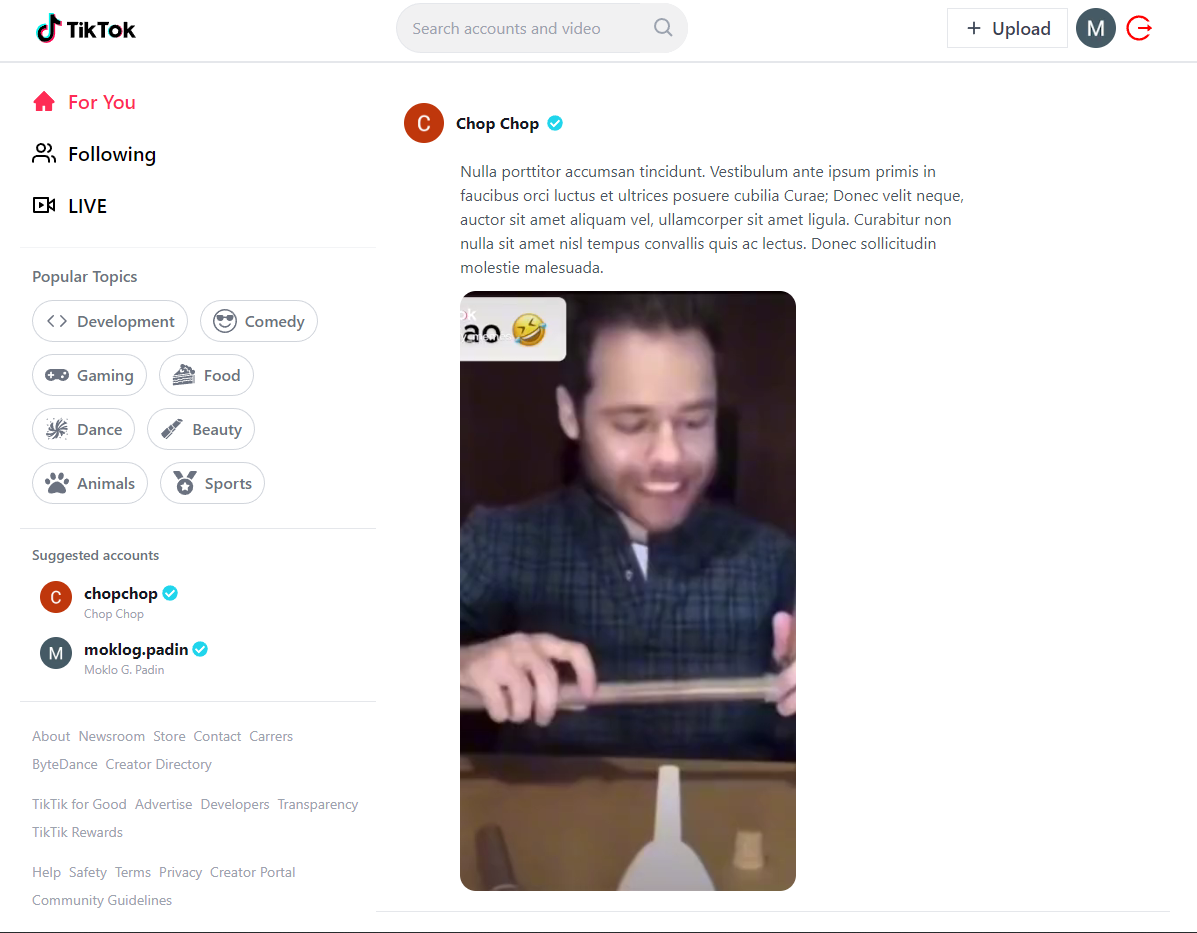 TikTok
Search accounts and video
+ Upload
M
For You
Following
LIVE
Popular Topics
Development
Comedy
Gaming
Food
Dance
Beauty
Animals
Sports
Suggested accounts
C
chopchop
Chop Chop
M
moklog.padin
Moklo G. Padin
About Newsroom Store Contact Carrers
ByteDance Creator Directory
TikTik for Good Advertise Developers Transparency
TikTik Rewards
Help Safety Terms Privacy Creator Portal
Community Guidelines
C
Chop Chop
Nulla porttitor accumsan tincidunt. Vestibulum ante ipsum primis in
faucibus orci luctus et ultrices posuere cubilia Curae; Donec velit neque,
auctor sit amet aliquam vel, ullamcorper sit amet ligula. Curabitur non
nulla sit amet nisl tempus convallis quis ac lectus. Donec sollicitudin
molestie malesuada.
ao 🤣